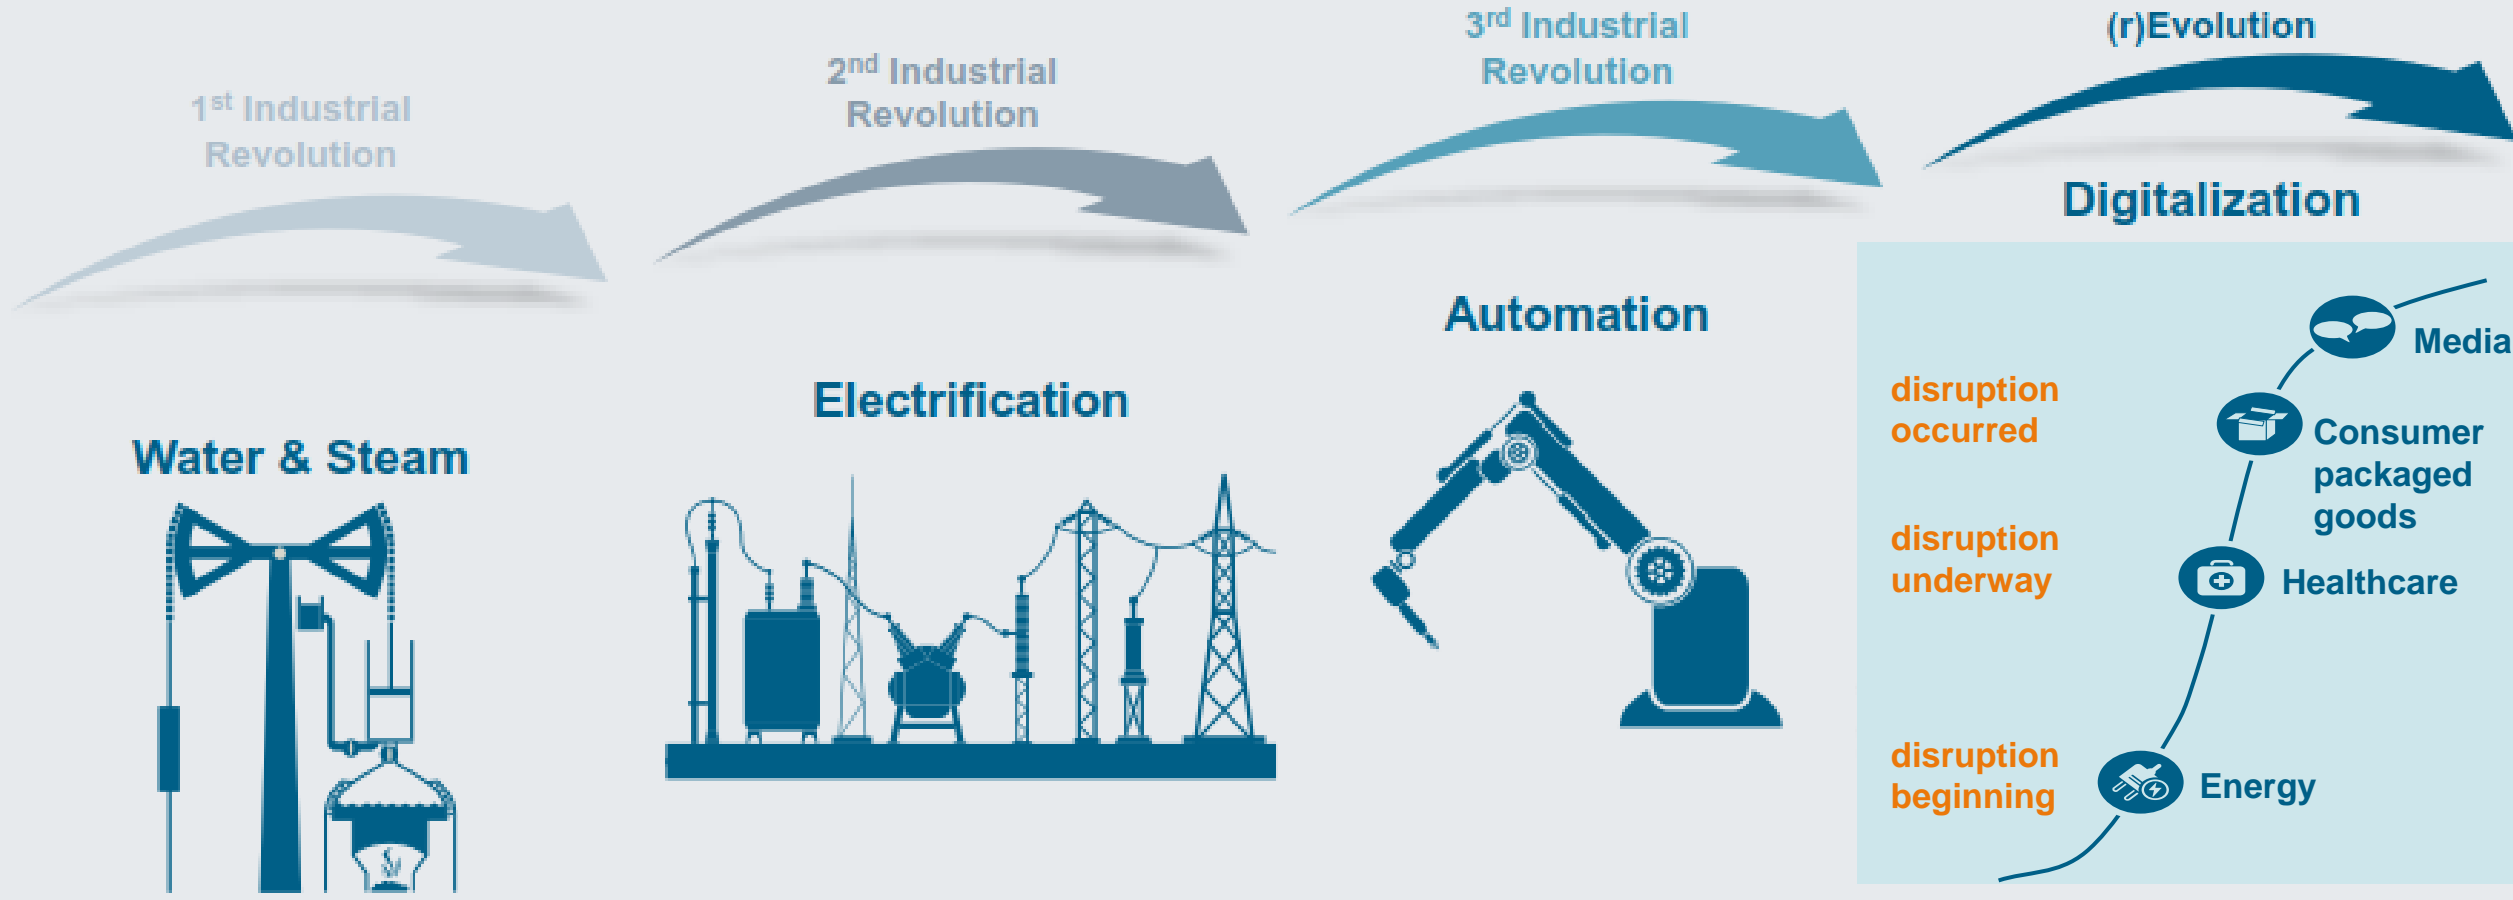 1st Industrial
Revolution
Water & Steam
2nd Industrial
Revolution
Electrification
3rd Industrial
Revolution
Automation
(r)Evolution
Digitalization
Media
disruption
occurred
Consumer
packaged
goods
disruption
underway
Healthcare
disruption
beginning
Energy